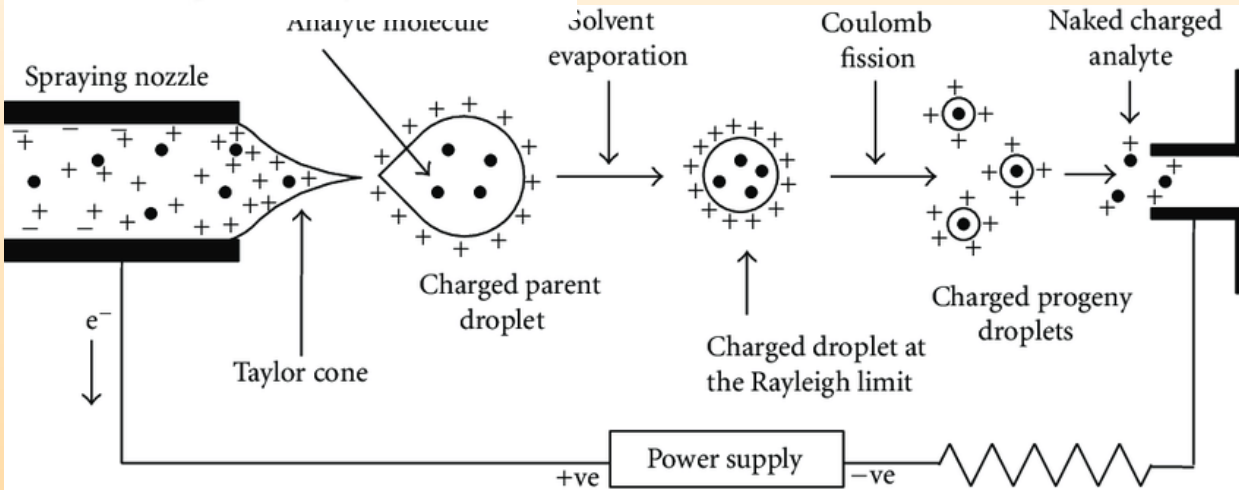 Analyte molecule
Solvent
evaporation
Coulomb
fission
Naked charged
analyte
Spraying nozzle
Charged parent
droplet
Charged progeny
droplets
e⁻
Taylor cone
Charged droplet at
the Rayleigh limit
Power supply
+ve
−ve